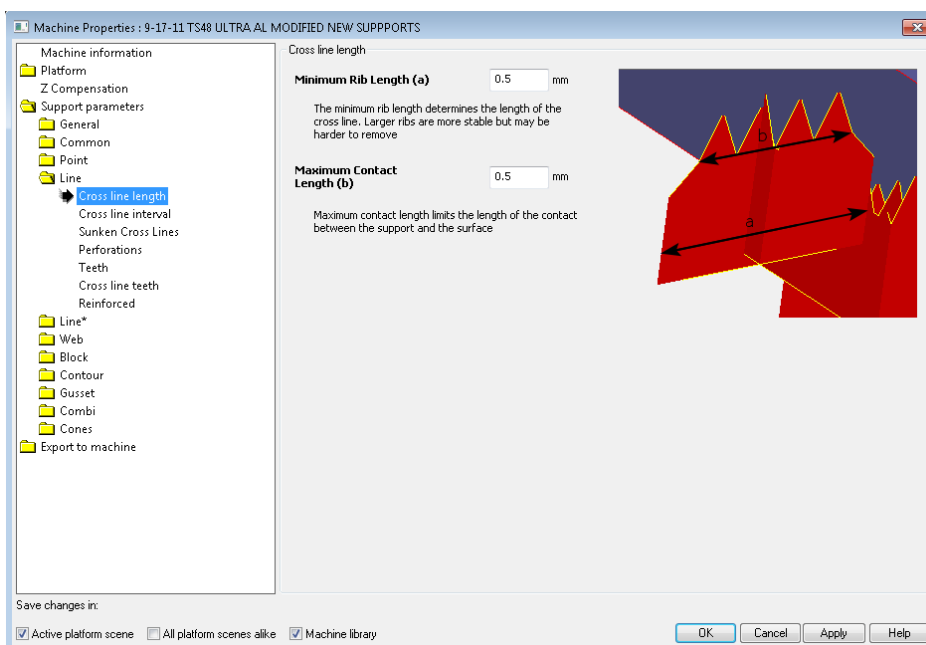 Machine Properties : 9-17-11 TS48 ULTRA AL MODIFIED NEW SUPPPORTS
Machine information
Platform
Z Compensation
Support parameters
General
Common
Point
Line
Cross line length
Cross line interval
Sunken Cross Lines
Perforations
Teeth
Cross line teeth
Reinforced
Line*
Web
Block
Contour
Gusset
Combi
Cones
Export to machine
Cross line length
Minimum Rib Length (a) 0.5 mm
The minimum rib length determines the length of the
cross line. Larger ribs are more stable but may be
harder to remove
Maximum Contact
Length (b) 0.5 mm
Maximum contact length limits the length of the contact
between the support and the surface
b
a
Save changes in:
Active platform scene All platform scenes alike Machine library
OK Cancel Apply Help